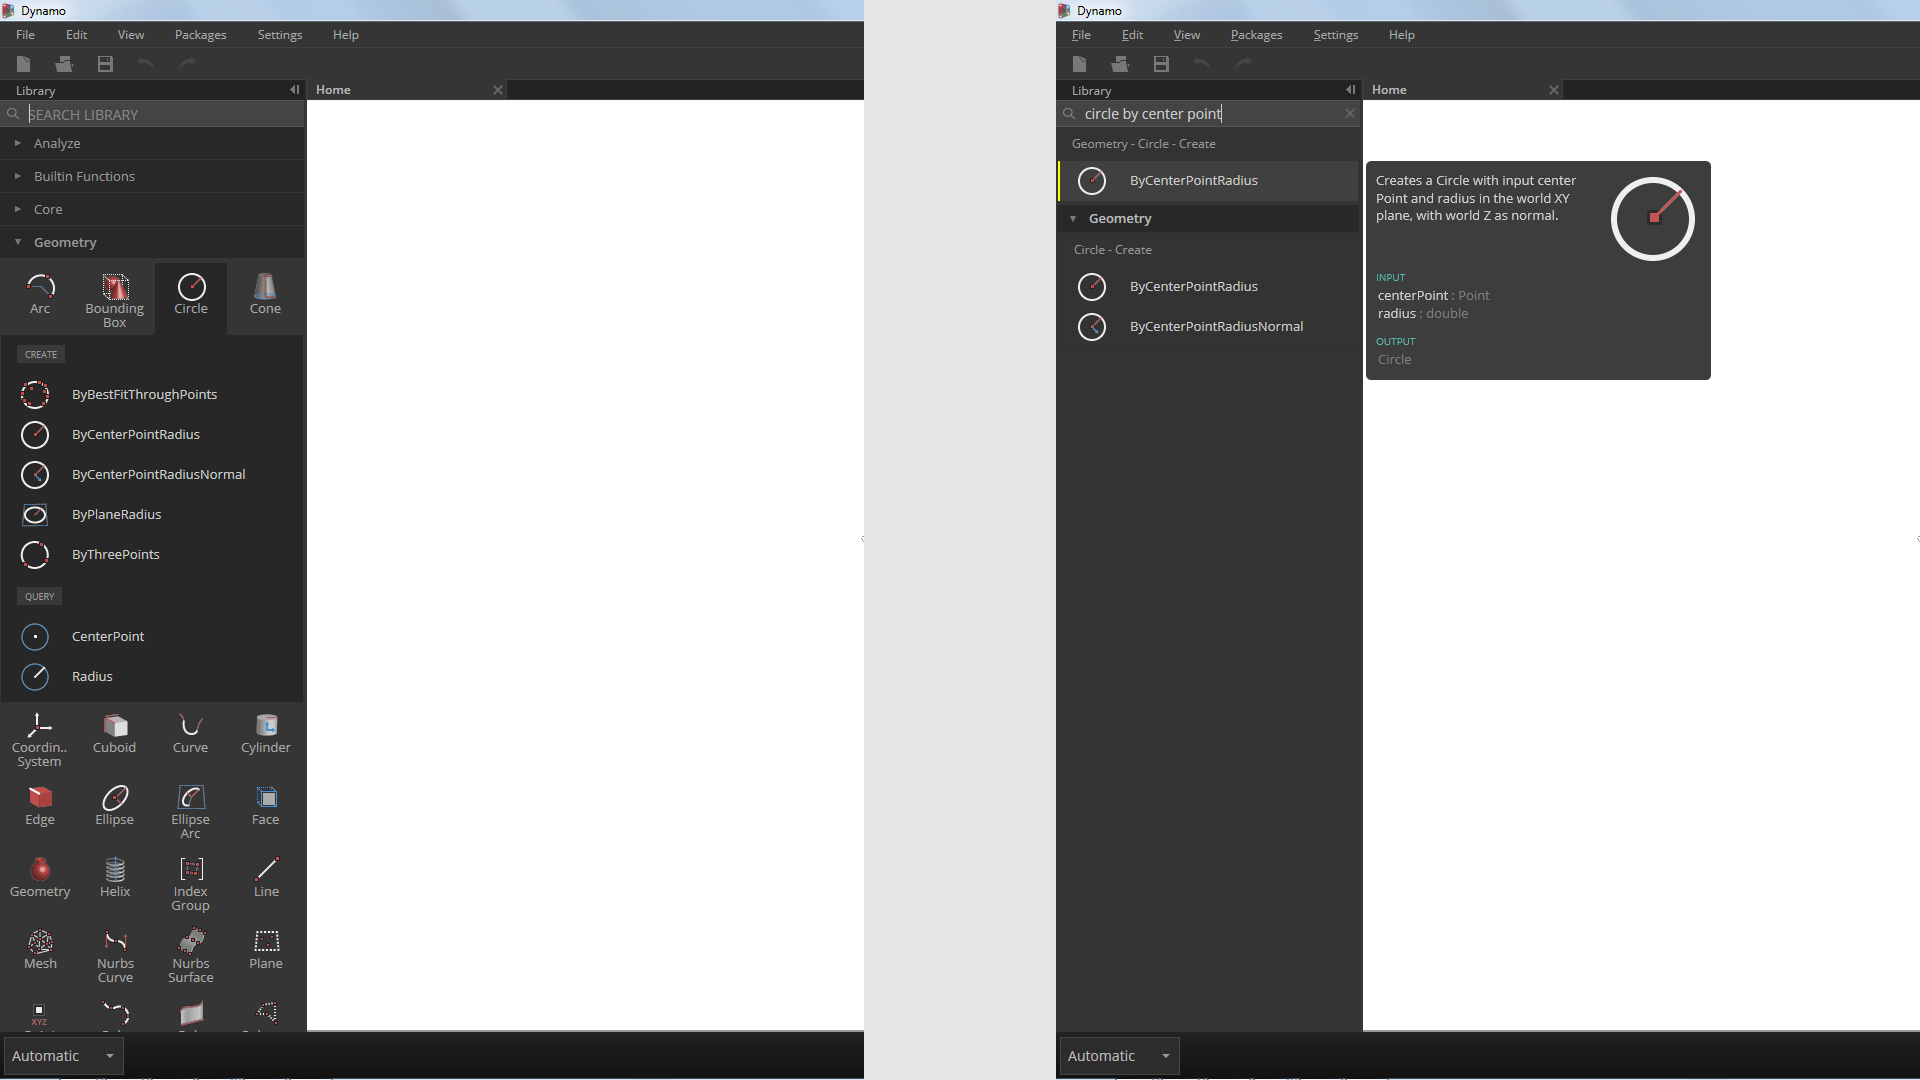 Dynamo
File Edit View Packages Settings Help
Library
Home
SEARCH LIBRARY
Analyze
Builtin Functions
Core
Geometry
Arc
Bounding Box
Circle
Cone
CREATE
ByBestFitThroughPoints
ByCenterPointRadius
ByCenterPointRadiusNormal
ByPlaneRadius
ByThreePoints
QUERY
CenterPoint
Radius
Coordin.. System
Cuboid
Curve
Cylinder
Edge
Ellipse
Ellipse Arc
Face
Geometry
Helix
Index Group
Line
Mesh
Nurbs Curve
Nurbs Surface
Plane
XYZ
Automatic
Dynamo
File Edit View Packages Settings Help
Library
Home
circle by center point
Geometry - Circle - Create
ByCenterPointRadius
Geometry
Circle - Create
ByCenterPointRadius
ByCenterPointRadiusNormal
Creates a Circle with input center
Point and radius in the world XY
plane, with world Z as normal.
INPUT
centerPoint : Point
radius : double
OUTPUT
Circle
Automatic